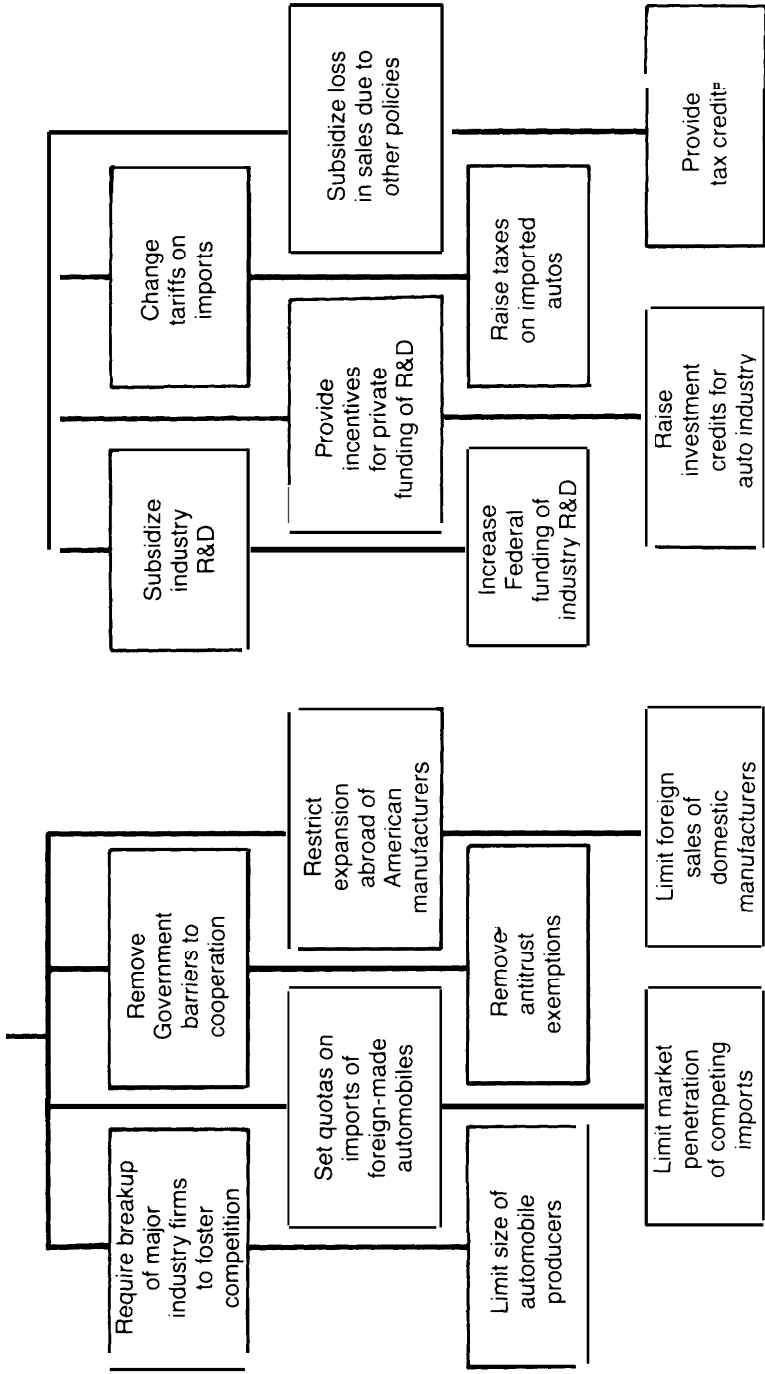 Require breakup
of major
industry firms
to foster
competition
Remove
Government
barriers to
cooperation
Set quotas on
imports of
foreign-made
automobiles
Restrict
expansion
abroad of
American
manufacturers
Limit size of
automobile
producers
Remove
antitrust
exemptions
Limit market
penetration
of competing
imports
Limit foreign
sales of
domestic
manufacturers
Subsidize
industry
R&D
Change
tariffs on
imports
Provide
incentives
for private
funding of R&D
Subsidize loss
in sales due to
other policies
Increase
Federal
funding of
industry R&D
Raise taxes
on imported
autos
Raise
investment
credits for
auto industry
Provide
tax credit